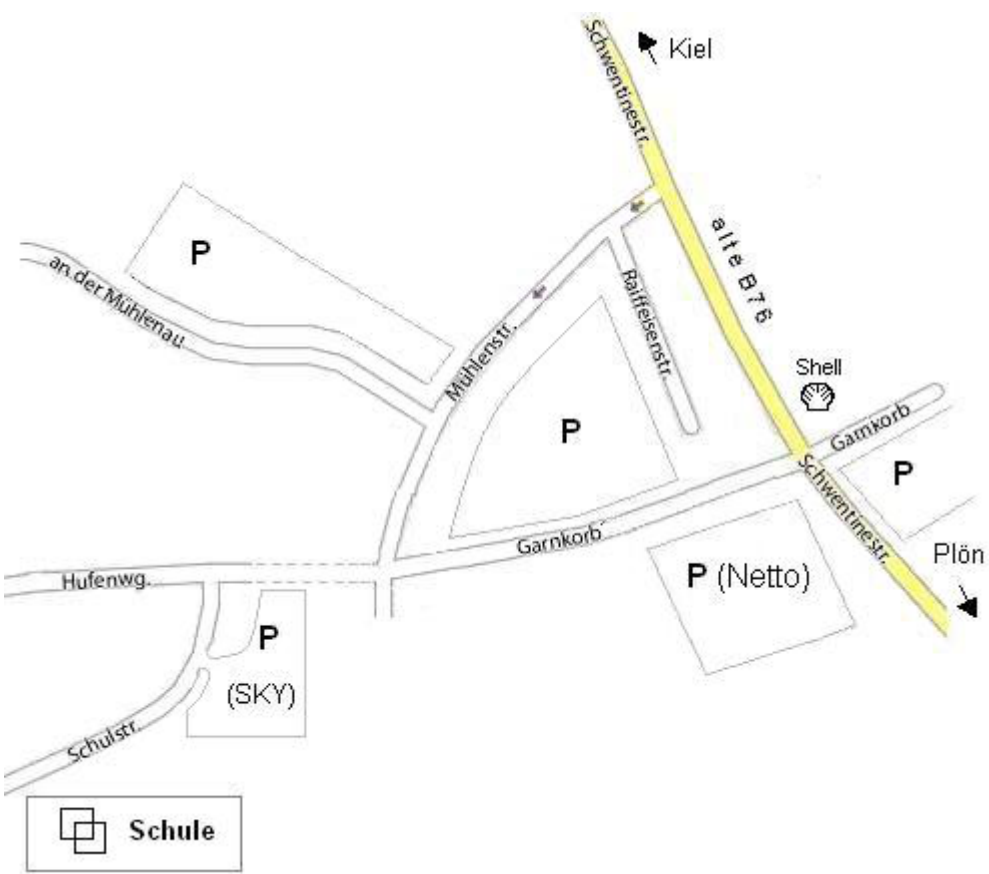 Schwentinestr.
Kiel
alte B76
P
an der Mühlenau
Mühlenstr.
Raiffeisenstr.
Shell
Garnkorb
P
P
Schwentinestr.
Garnkorb
Plön
P (Netto)
Hufenwg.
P
(SKY)
Schulstr.
Schule